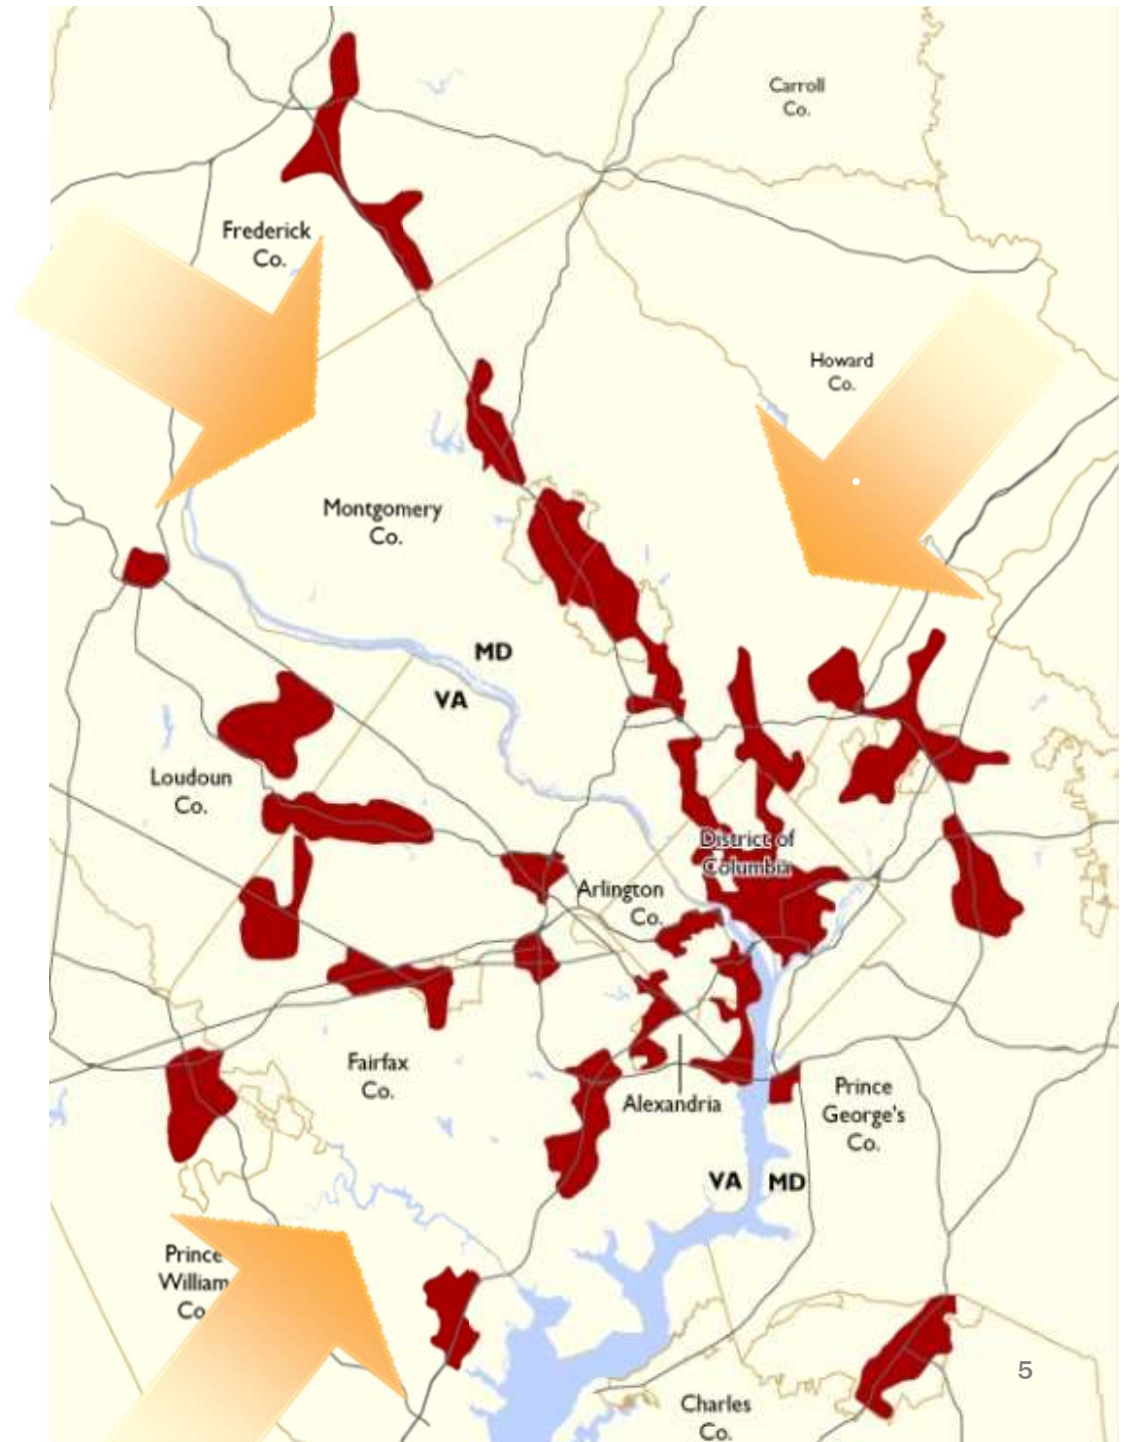 Carroll
Co.
Frederick
Co.
Howard
Co.
Montgomery
Co.
MD
VA
Loudoun
Co.
District of
Columbia
Arlington
Co.
Fairfax
Co.
Alexandria
Prince
George's
Co.
VA
MD
Prince
William
Co
Charles
Co.
5